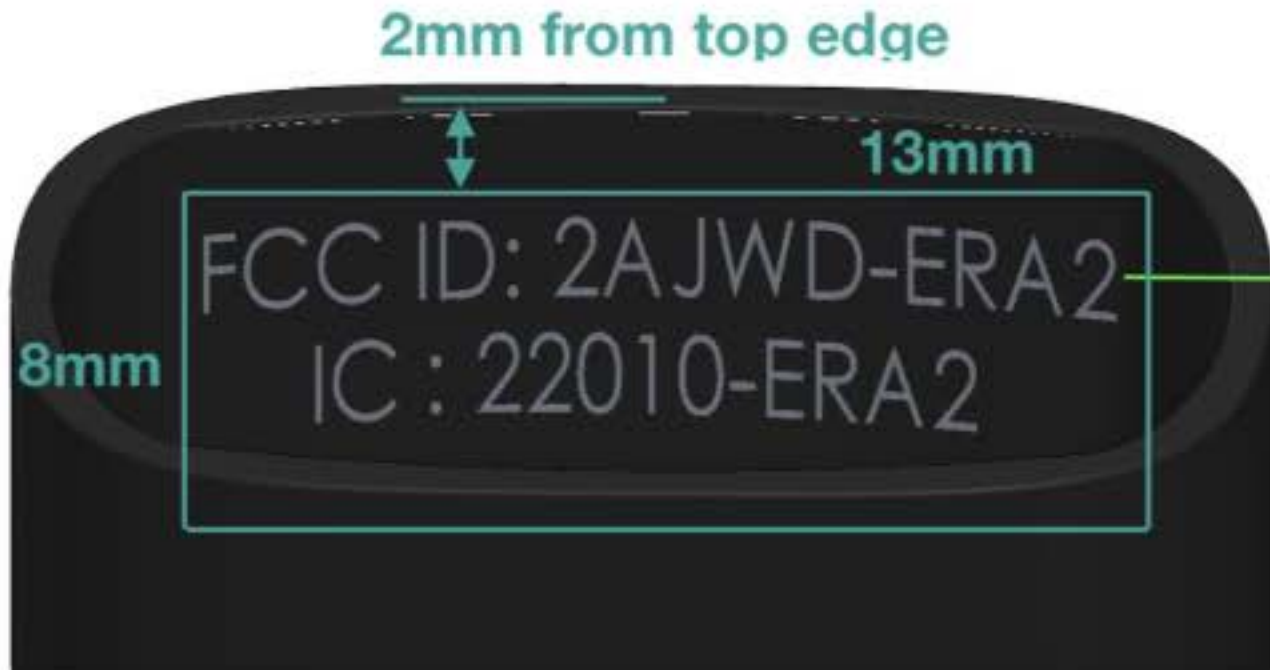 2mm from top edge
13mm
FCC ID: 2AJWD-ERA2
8mm
IC : 22010-ERA2